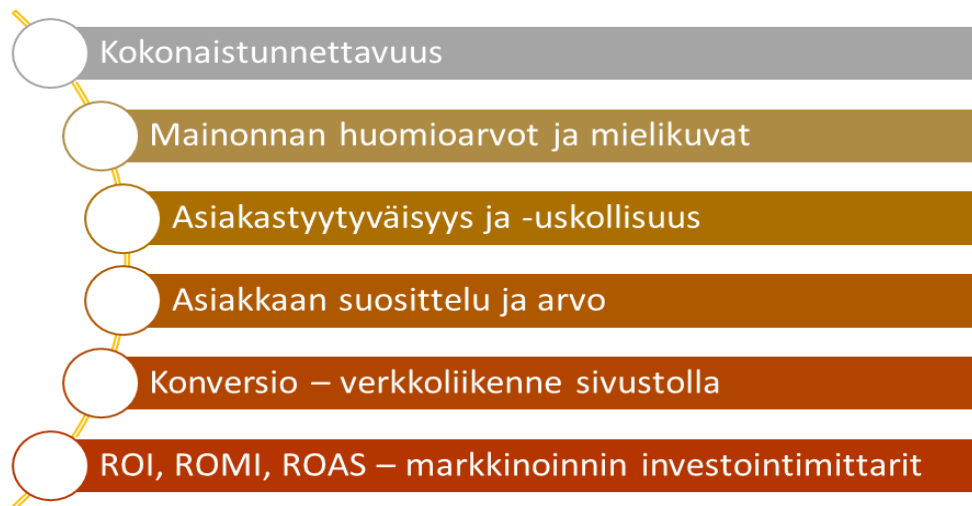 Kokonaistunnettavuus
Mainonnan huomioarvot ja mielikuvat
Asiakastyytyväisyys ja -uskollisuus
Asiakkaan suosittelu ja arvo
Konversio – verkkoliikenne sivustolla
ROI, ROMI, ROAS – markkinoinnin investointimittarit